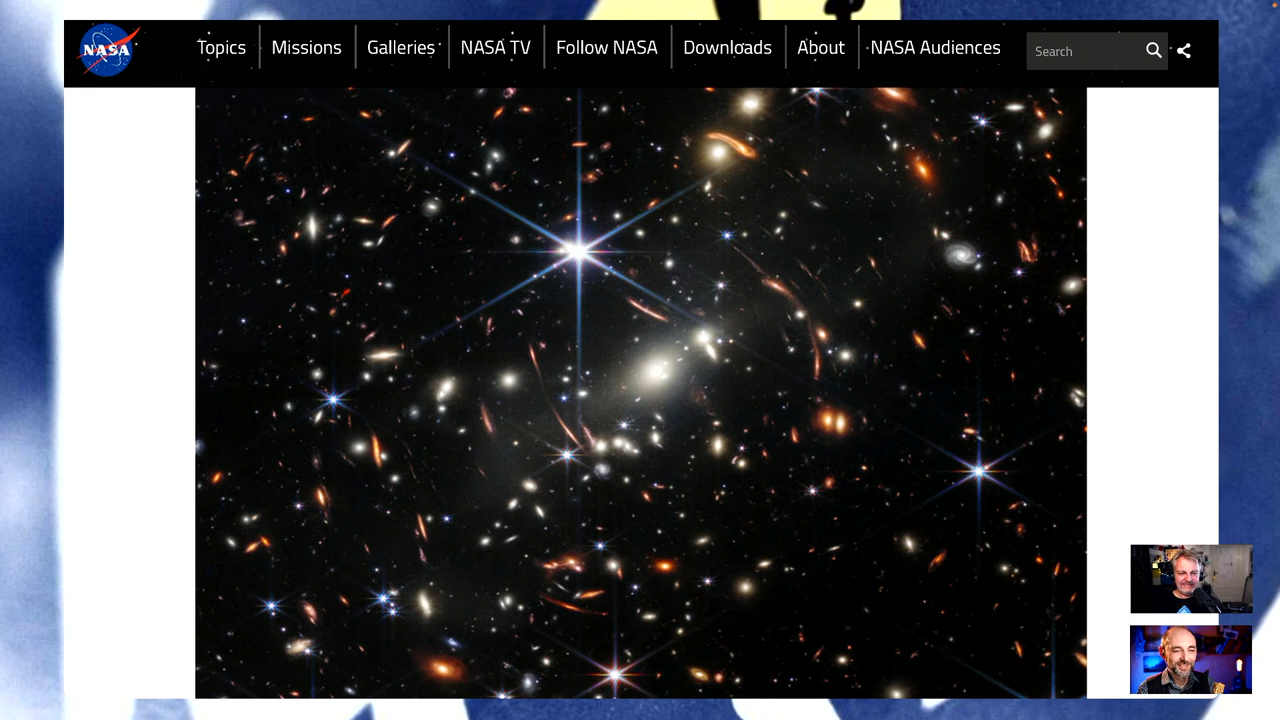 NASA
Topics
Missions
Galleries
NASA TV
Follow NASA
Downloads
About
NASA Audiences
Search